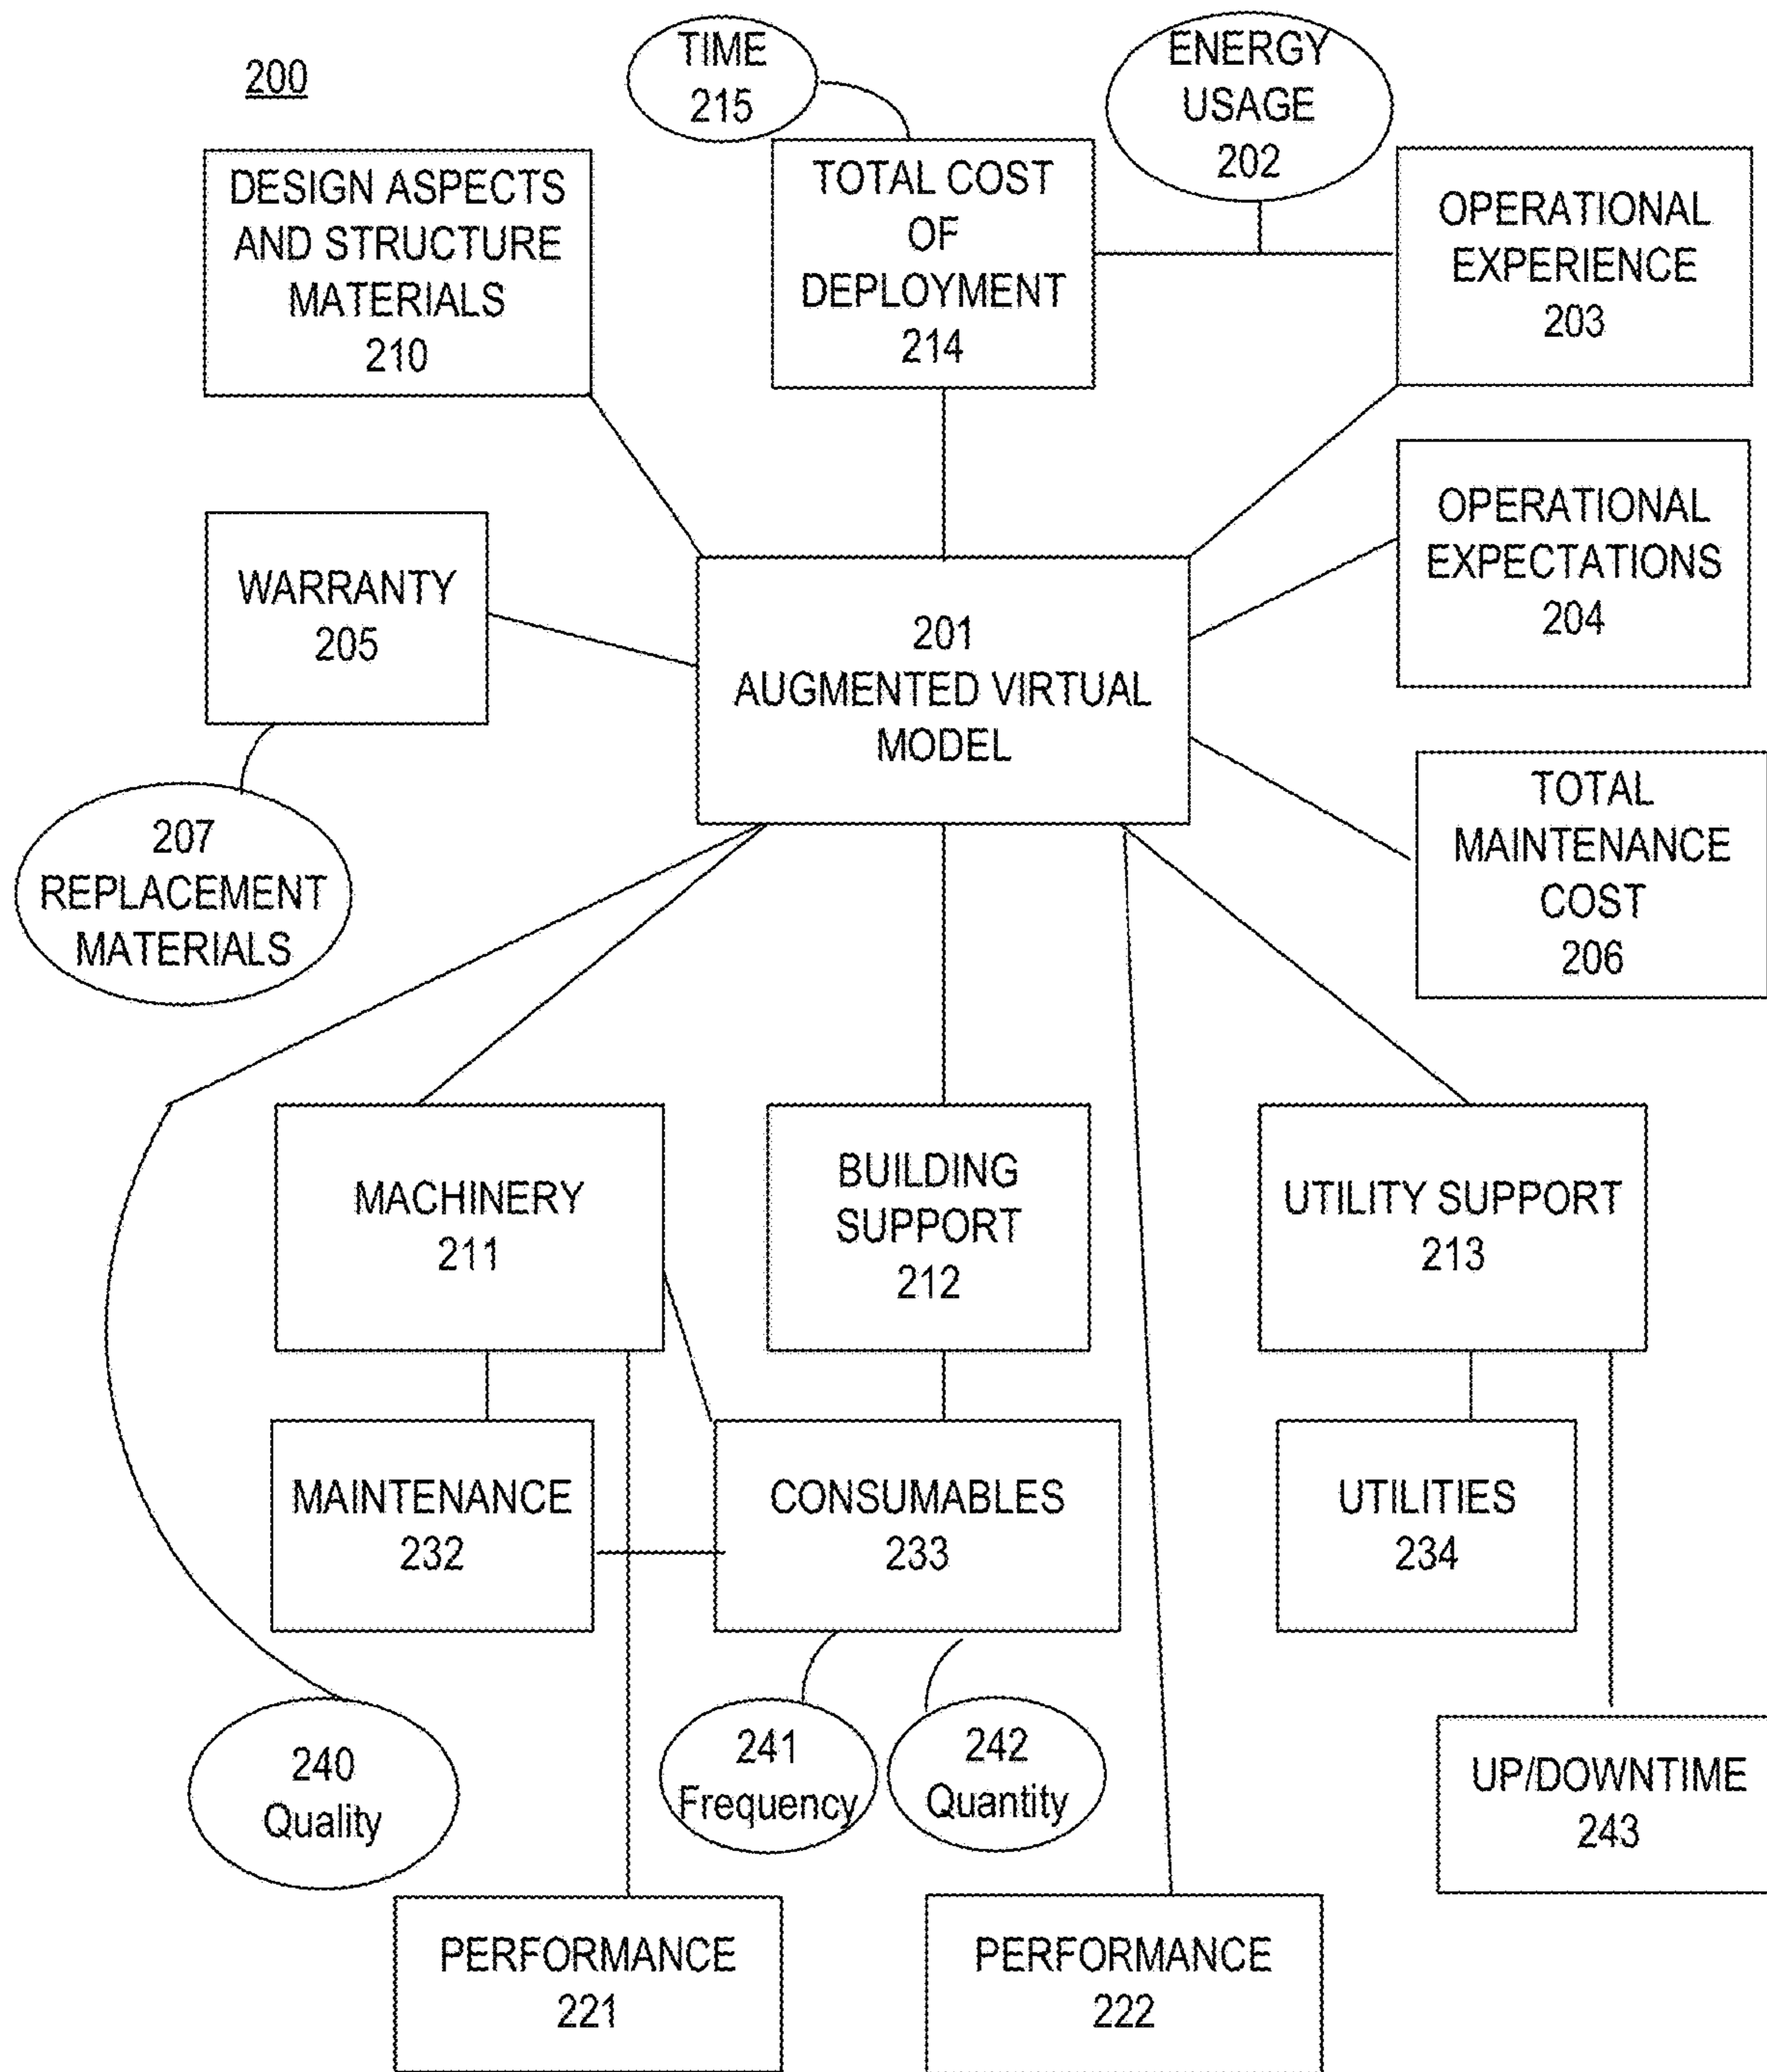 200
TIME
215
ENERGY
USAGE
202
DESIGN ASPECTS
AND STRUCTURE
MATERIALS
210
TOTAL COST
OF
DEPLOYMENT
214
OPERATIONAL
EXPERIENCE
203
WARRANTY
205
201
AUGMENTED VIRTUAL
MODEL
OPERATIONAL
EXPECTATIONS
204
207
REPLACEMENT
MATERIALS
TOTAL
MAINTENANCE
COST
206
MACHINERY
211
BUILDING
SUPPORT
212
UTILITY SUPPORT
213
MAINTENANCE
232
CONSUMABLES
233
UTILITIES
234
240
Quality
241
Frequency
242
Quantity
UP/DOWNTIME
243
PERFORMANCE
221
PERFORMANCE
222